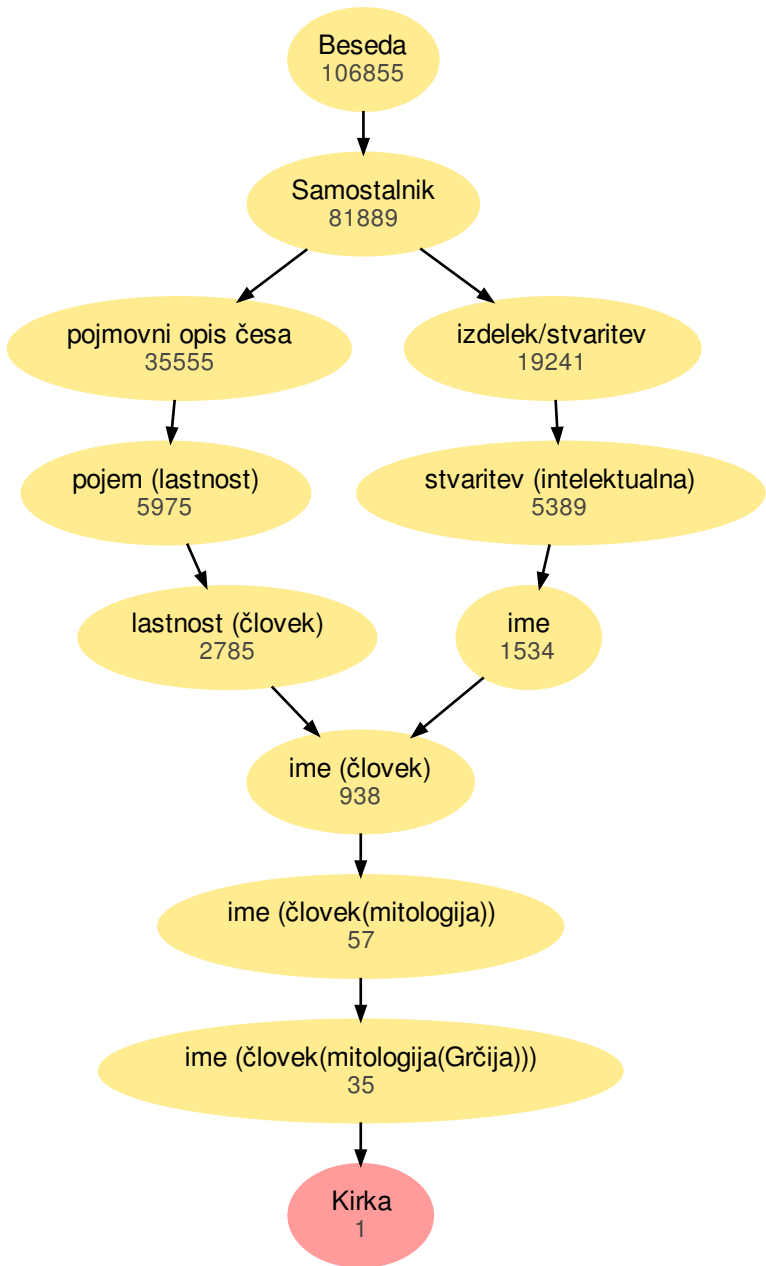 Beseda
106855
Samostalnik
81889
pojmovni opis česa
35555
izdelek/stvaritev
19241
pojem (lastnost)
5975
stvaritev (intelektualna)
5389
lastnost (človek)
2785
ime
1534
ime (človek)
938
ime (človek(mitologija))
57
ime (človek(mitologija(Grčija)))
35
Kirka
1